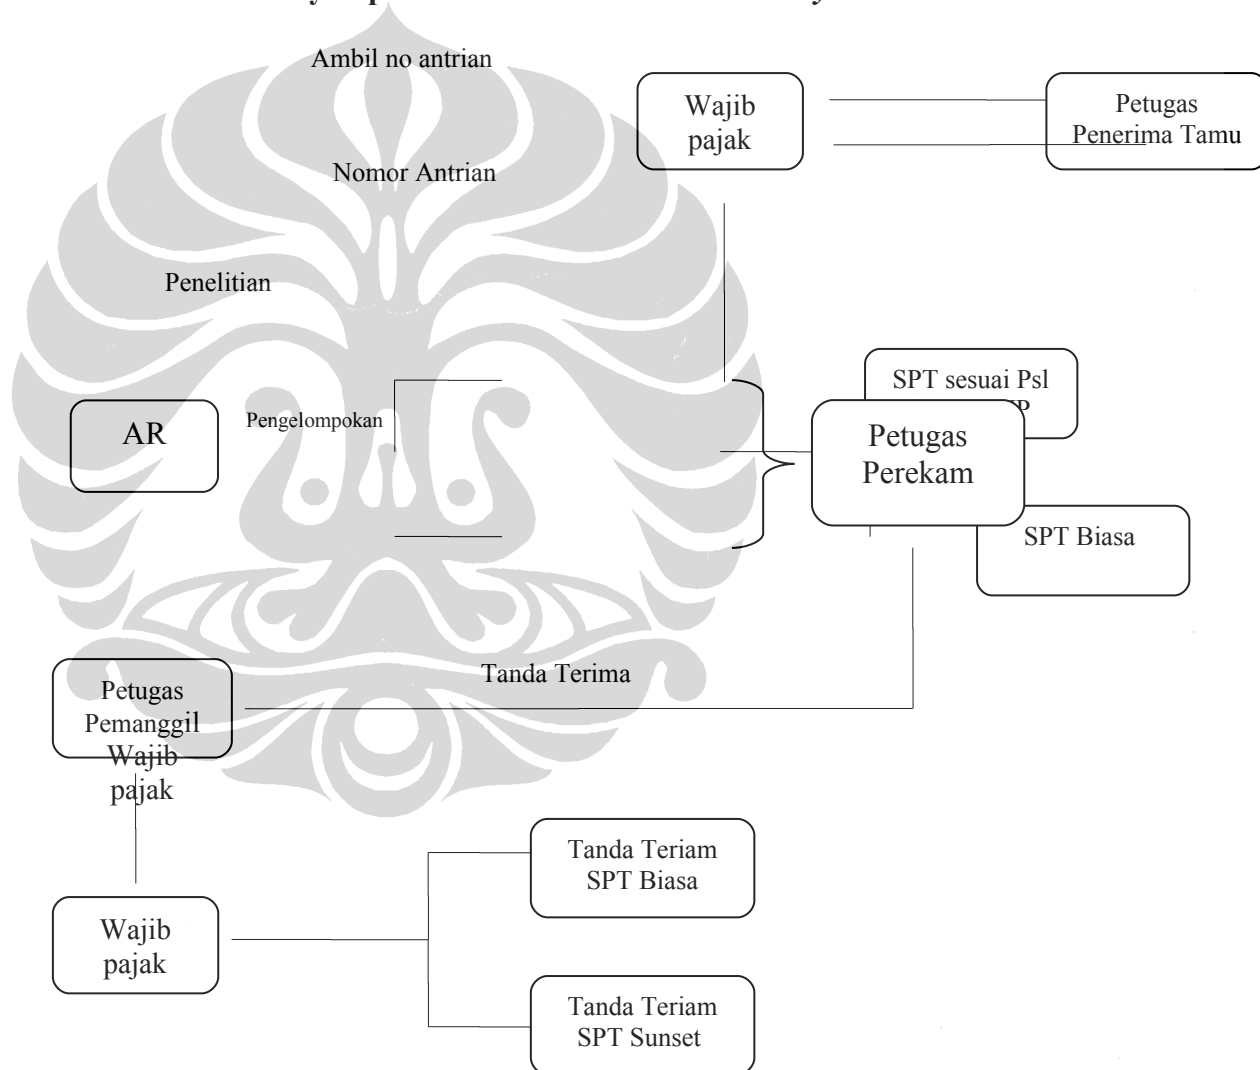 Ambil no antrian
Wajib
pajak
Petugas
Penerima Tamu
Nomor Antrian
Penelitian
SPT sesuai Psl
AR
Pengelompokan
Petugas
Perekam
SPT Biasa
Tanda Terima
Petugas
Pemanggil
Wajib
pajak
Tanda Teriam
SPT Biasa
Wajib
pajak
Tanda Teriam
SPT Sunset